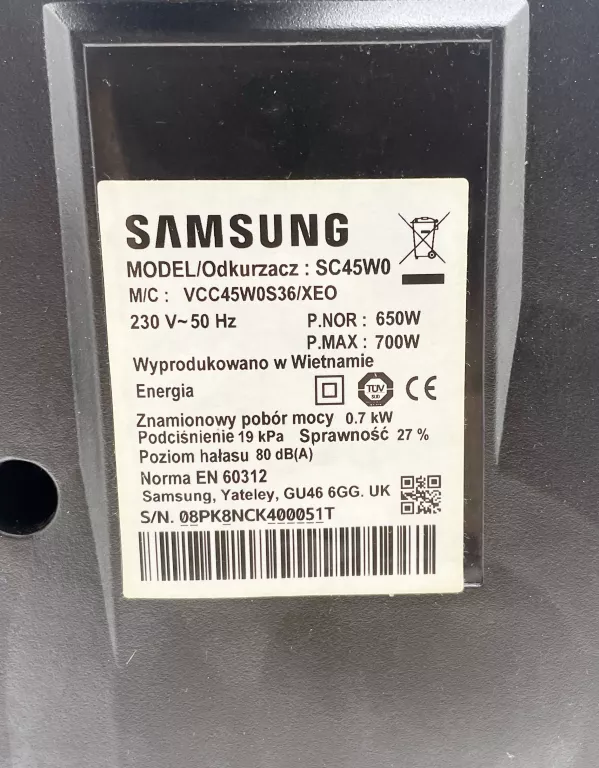 SAMSUNG
MODEL/Odkurzacz : SC45W0
M/C : VCC45W0S36/XEO
230 V~50 Hz P.NOR : 650W
P.MAX : 700W
Wyprodukowano w Wietnamie
Energia TÜV SÜD CE
Znamionowy pobór mocy 0.7 kW
Podciśnienie 19 kPa Sprawność 27 %
Poziom hałasu 80 dB(A)
Norma EN 60312
Samsung, Yateley, GU46 6GG. UK
S/N. 08PK8NCK400051T